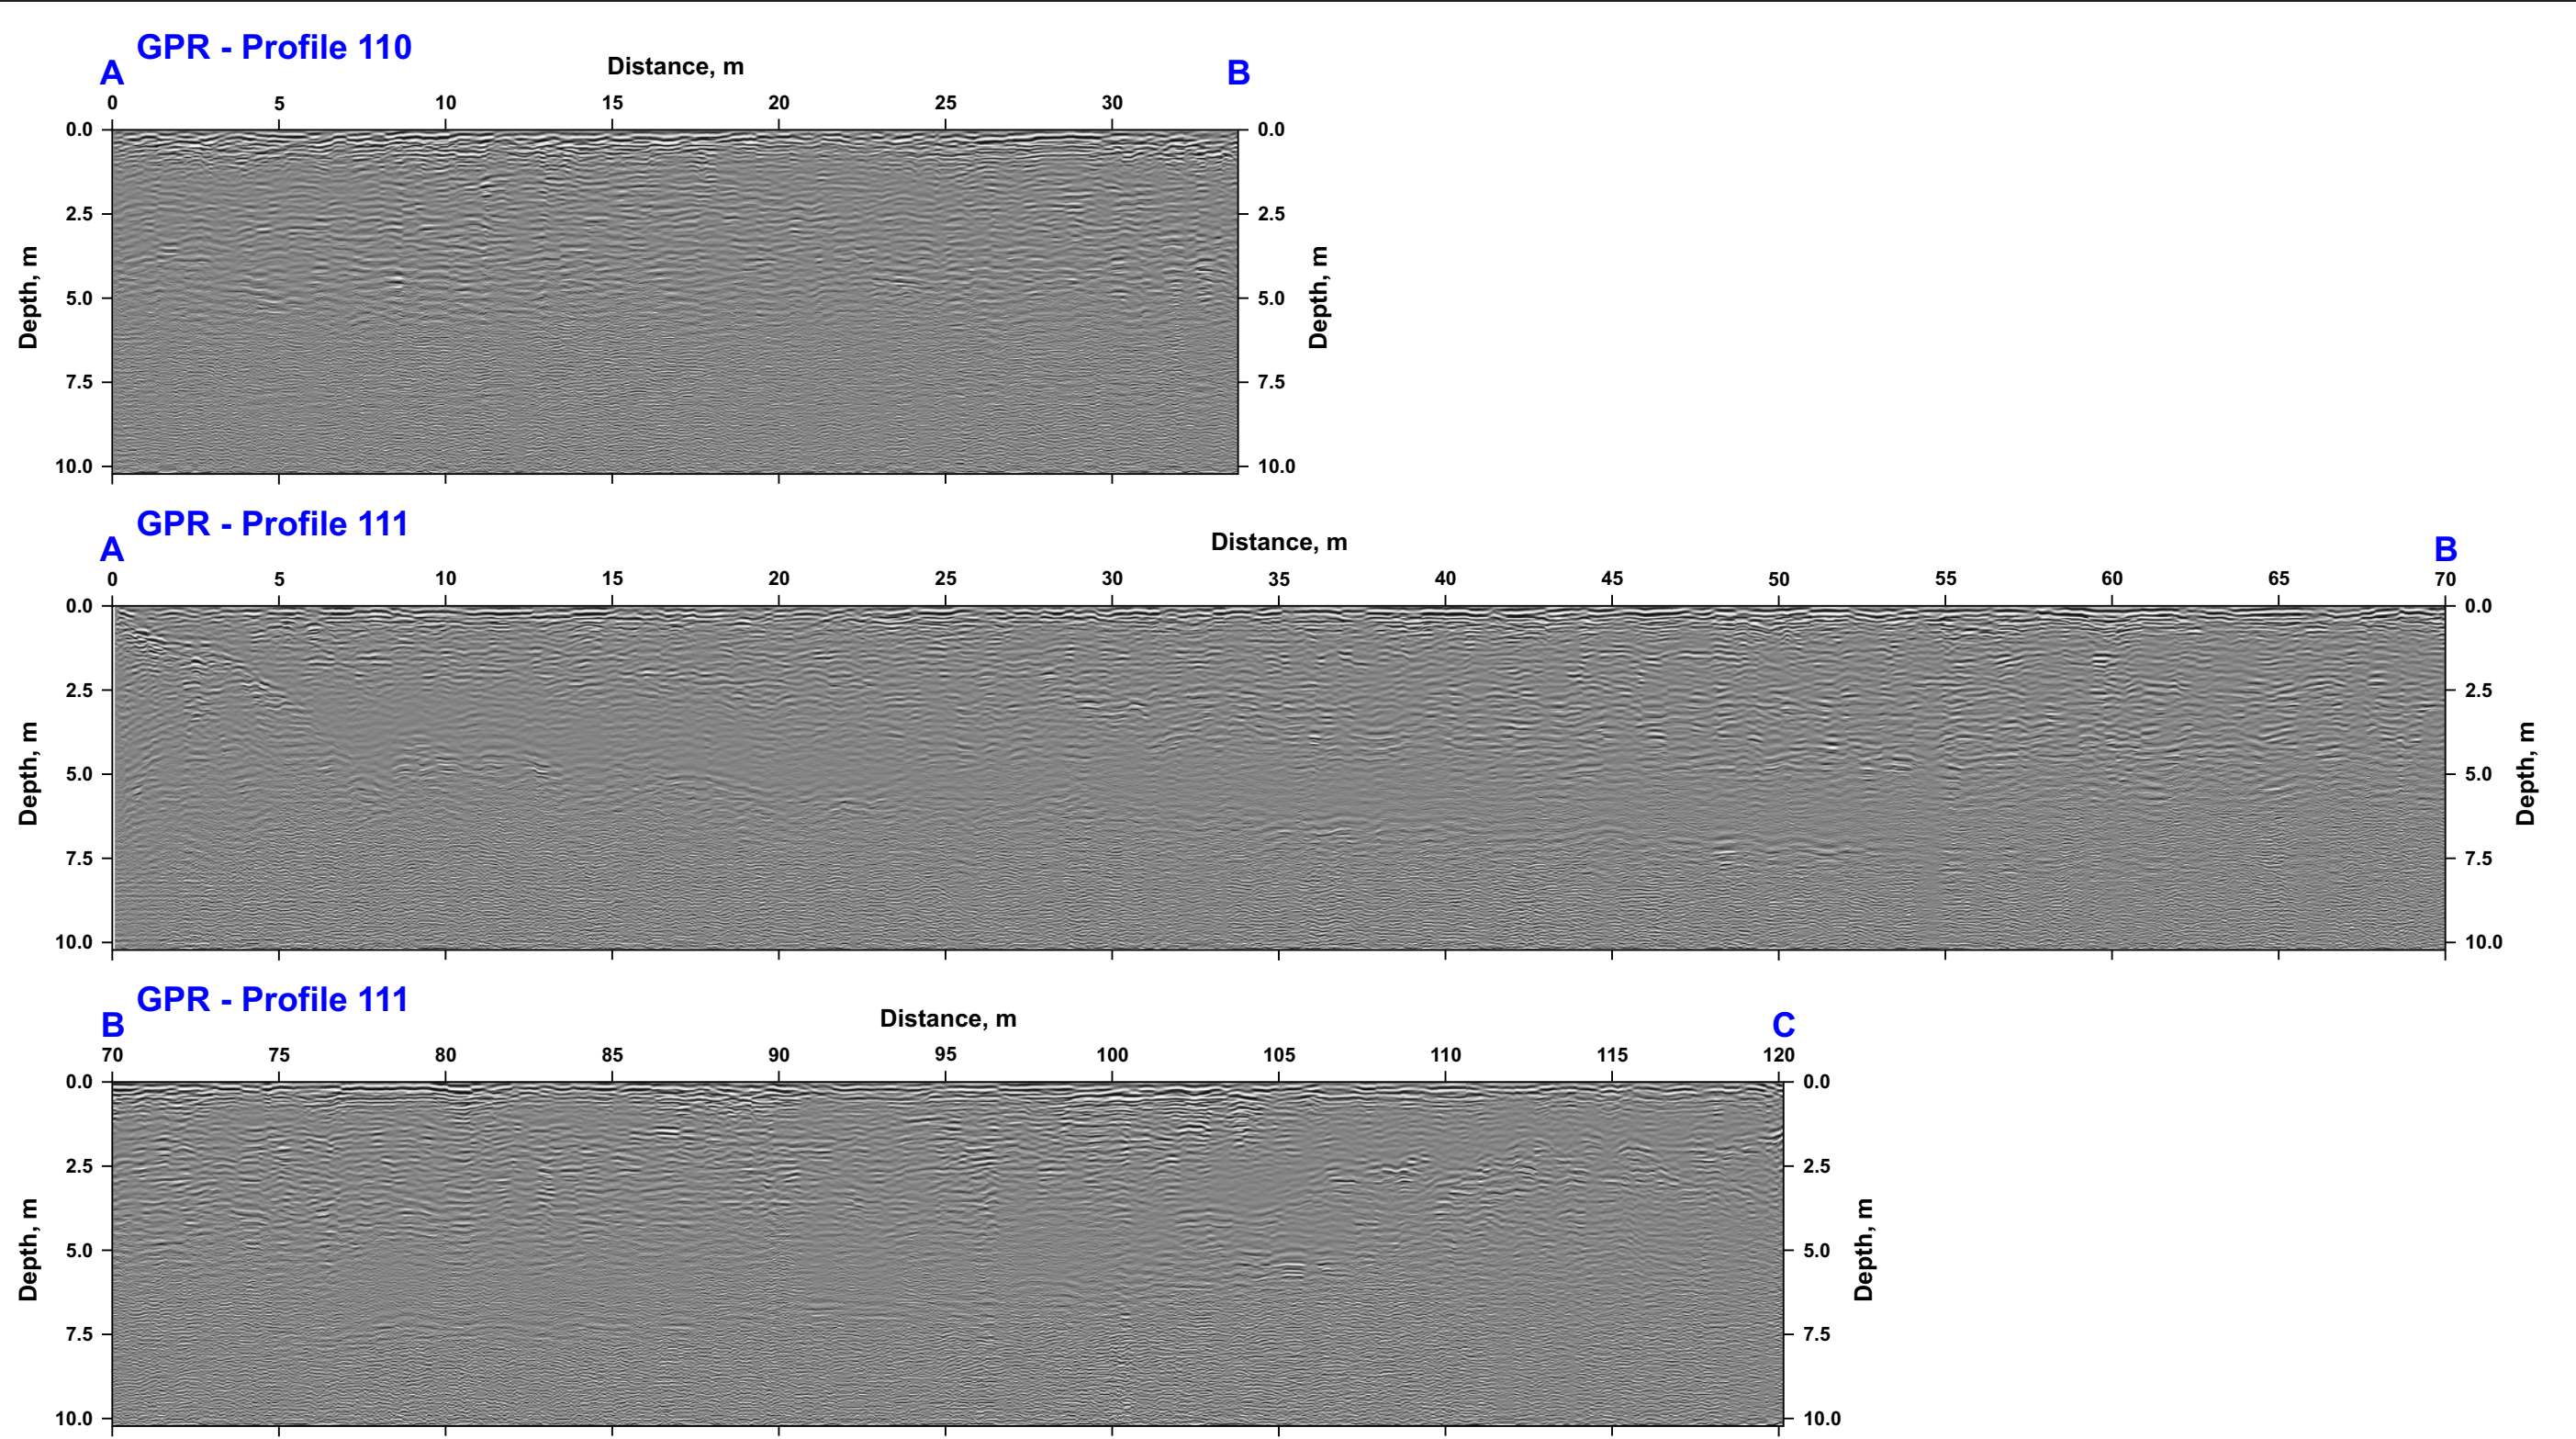 GPR - Profile 110
A Distance, m B
0 5 10 15 20 25 30
0.0 0.0
2.5 2.5
Depth, m Depth, m
5.0 5.0
7.5 7.5
10.0 10.0
GPR - Profile 111
A Distance, m B
0 5 10 15 20 25 30 35 40 45 50 55 60 65 70
0.0 0.0
2.5 2.5
Depth, m Depth, m
5.0 5.0
7.5 7.5
10.0 10.0
GPR - Profile 111
B Distance, m C
70 75 80 85 90 95 100 105 110 115 120
0.0 0.0
2.5 2.5
Depth, m Depth, m
5.0 5.0
7.5 7.5
10.0 10.0